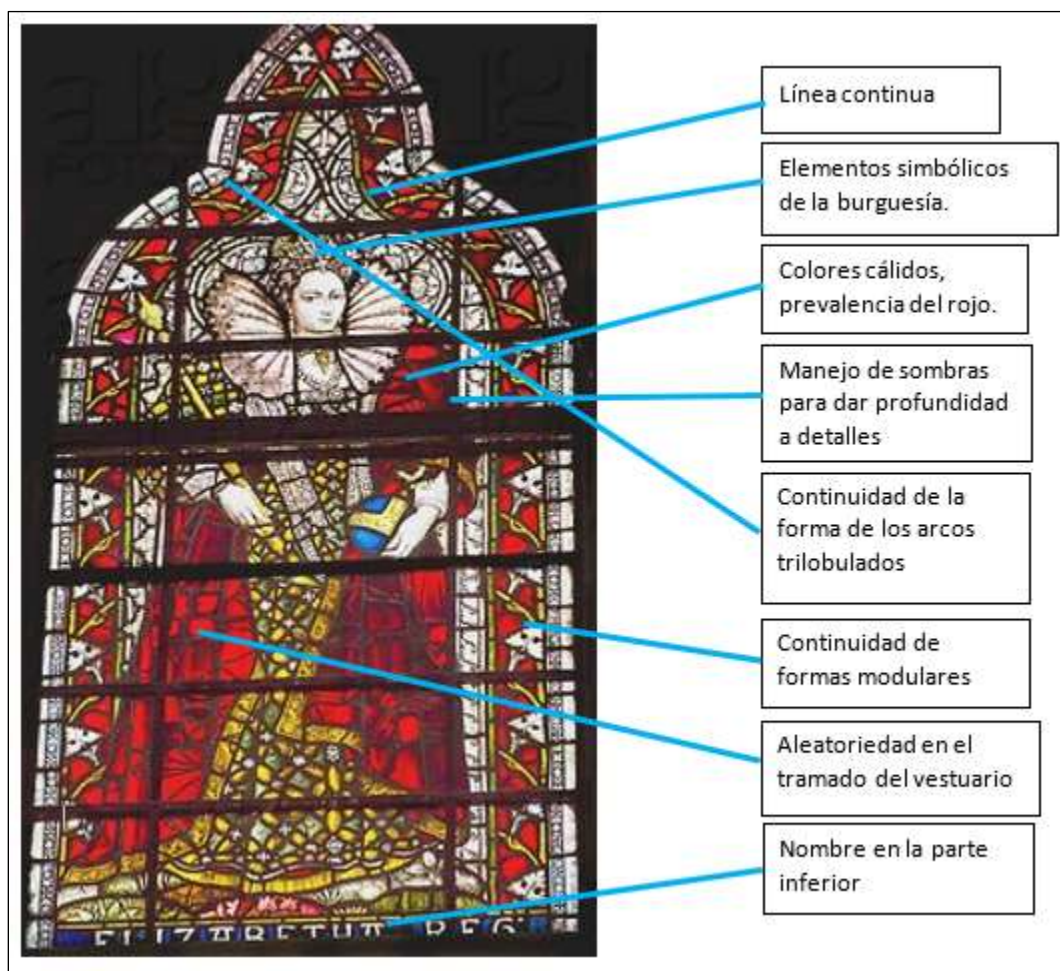 Línea continua
Elementos simbólicos
de la burguesía.
Colores cálidos,
prevalencia del rojo.
Manejo de sombras
para dar profundidad
a detalles
Continuidad de la
forma de los arcos
trilobulados
Continuidad de
formas modulares
Aleatoriedad en el
tramado del vestuario
Nombre en la parte
inferior
ELIZABETHA REG